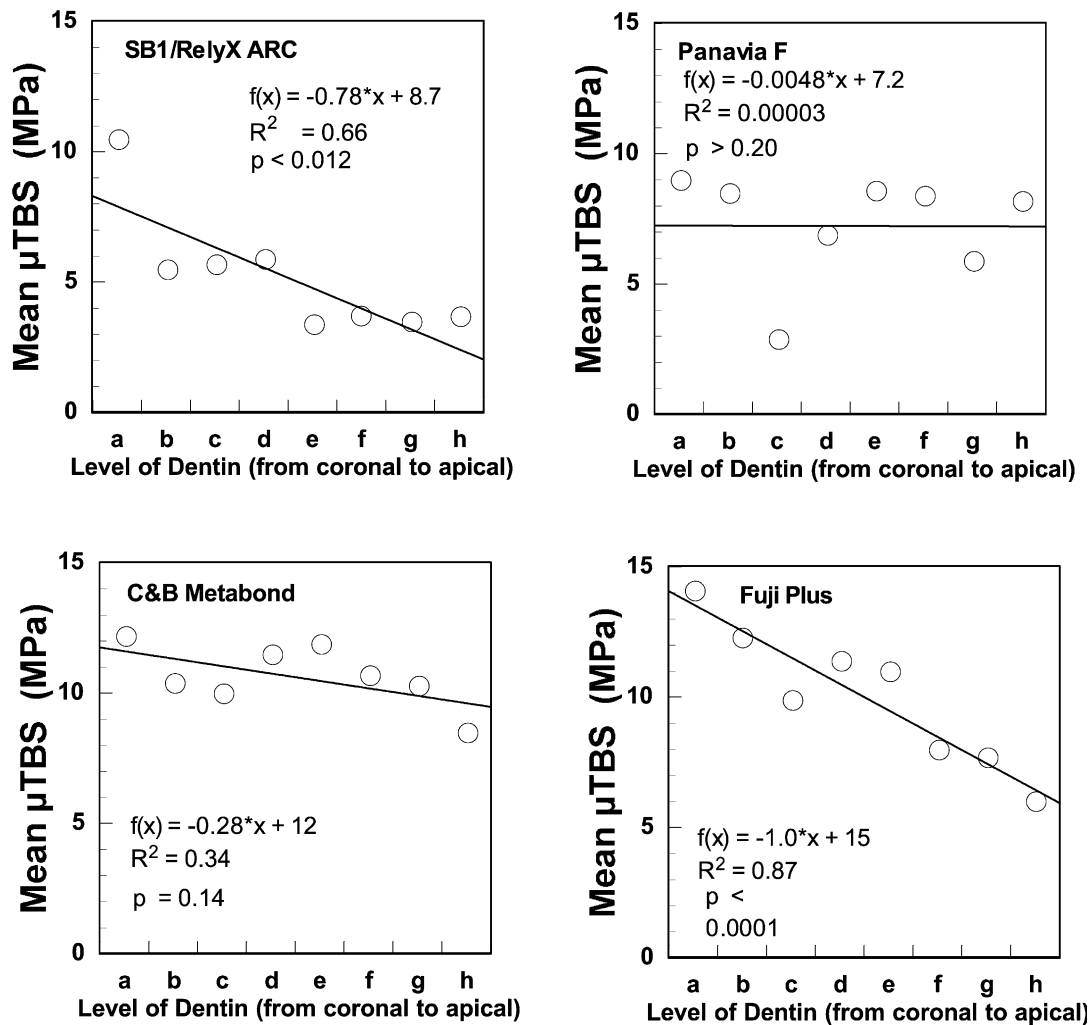 SB1/RelyX ARC
f(x) = -0.78*x + 8.7
R² = 0.66
p < 0.012
Mean µTBS (MPa)
15
10
5
0
a b c d e f g h
Level of Dentin (from coronal to apical)
Panavia F
f(x) = -0.0048*x + 7.2
R² = 0.00003
p > 0.20
Mean µTBS (MPa)
15
10
5
0
a b c d e f g h
Level of Dentin (from coronal to apical)
C&B Metabond
f(x) = -0.28*x + 12
R² = 0.34
p = 0.14
Mean µTBS (MPa)
15
10
5
0
a b c d e f g h
Level of Dentin (from coronal to apical)
Fuji Plus
f(x) = -1.0*x + 15
R² = 0.87
p <
0.0001
Mean µTBS (MPa)
15
10
5
0
a b c d e f g h
Level of Dentin (from coronal to apical)